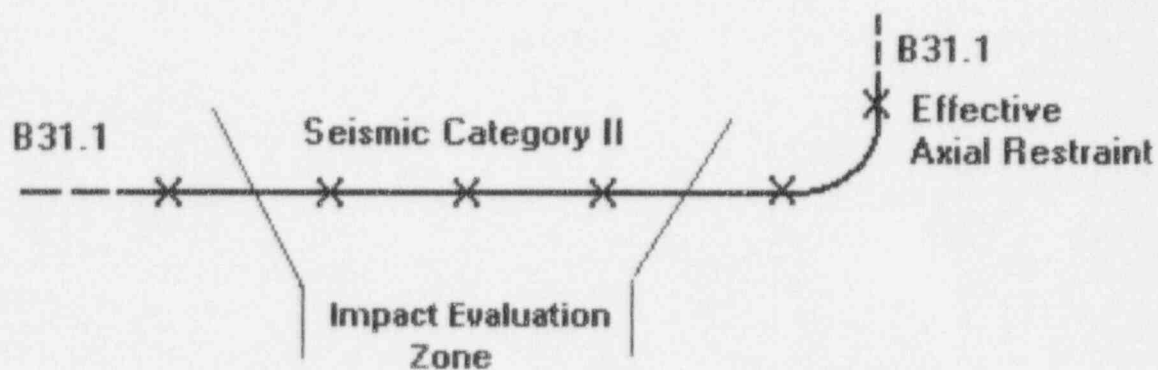 B31.1
Effective
Axial Restraint
B31.1
Seismic Category II
Impact Evaluation
Zone